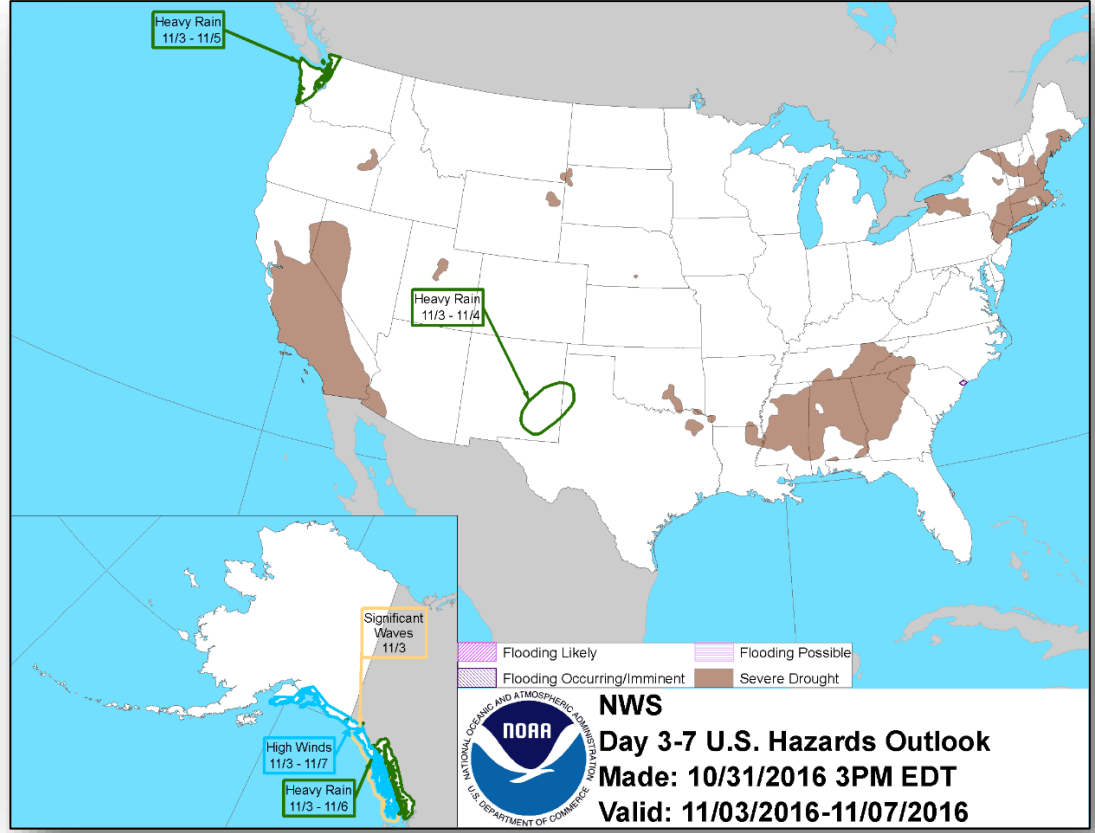 Heavy Rain
11/3 - 11/5
Heavy Rain
11/3 - 11/4
Significant
Waves
11/3
High Winds
11/3 - 11/7
Heavy Rain
11/3 - 11/6
Flooding Likely
Flooding Possible
Flooding Occurring/Imminent
Severe Drought
NATIONAL OCEANIC AND ATMOSPHERIC ADMINISTRATION
NOAA
U.S. DEPARTMENT OF COMMERCE
NWS
Day 3-7 U.S. Hazards Outlook
Made: 10/31/2016 3PM EDT
Valid: 11/03/2016-11/07/2016